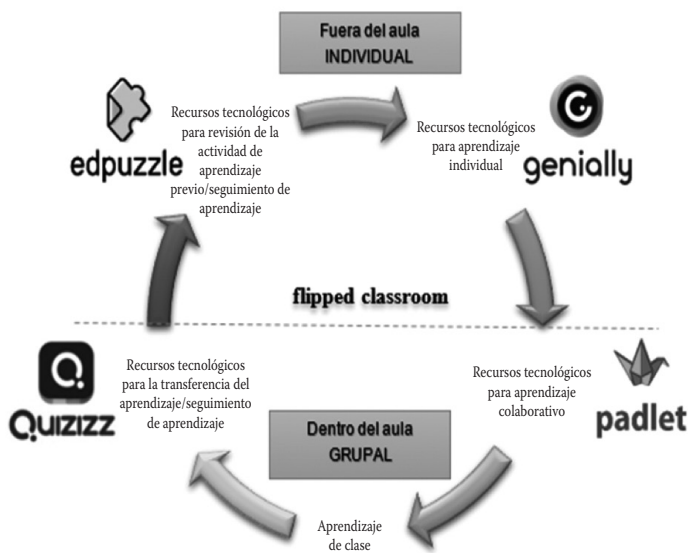 Fuera del aula
INDIVIDUAL
Recursos tecnológicos
para revisión de la
actividad de
aprendizaje
previo/seguimiento de
aprendizaje
edpuzzle
Recursos tecnológicos
para aprendizaje
individual
G
genially
flipped classroom
Q
Quizizz
Recursos tecnológicos
para la transferencia del
aprendizaje/seguimiento
de aprendizaje
Recursos tecnológicos
para aprendizaje
colaborativo
padlet
Dentro del aula
GRUPAL
Aprendizaje
de clase